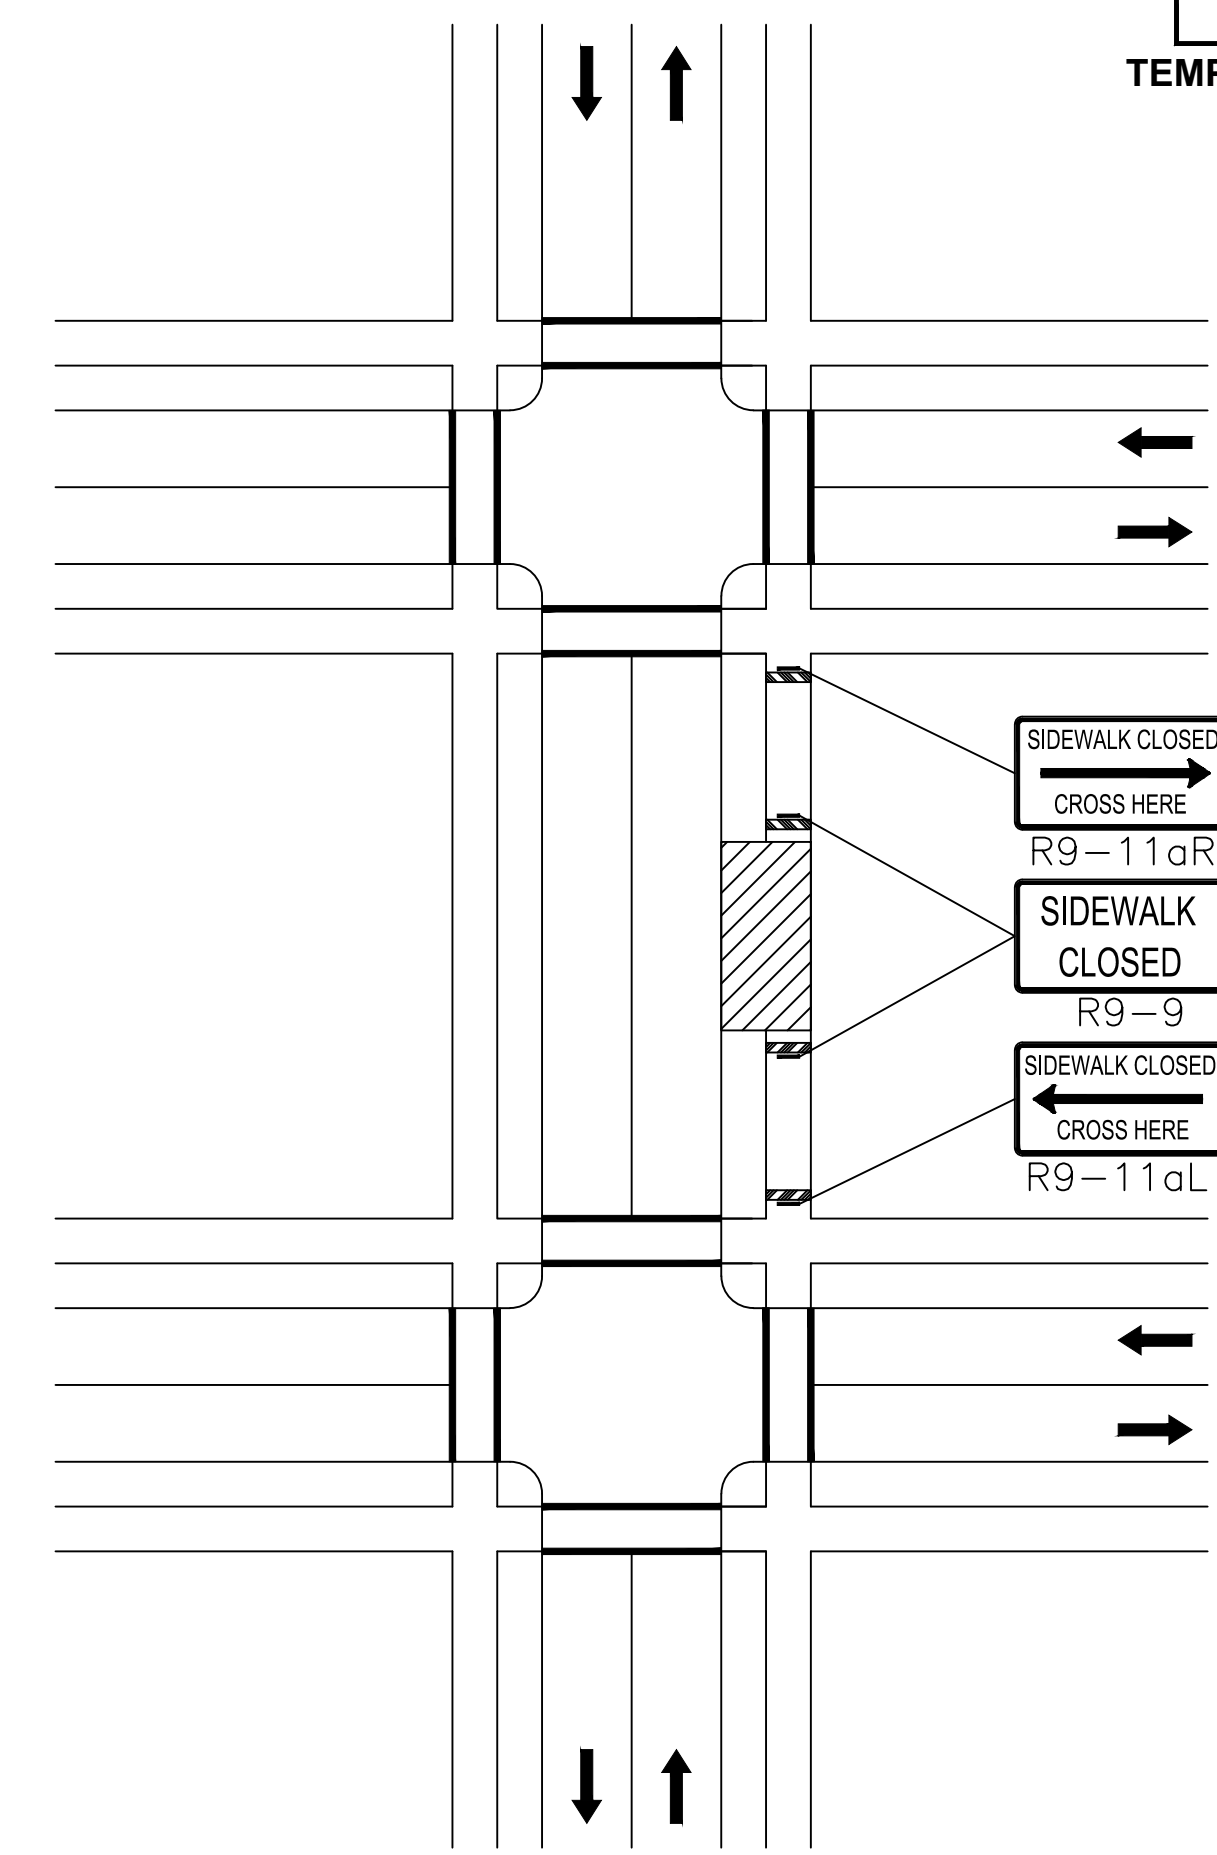 TEMP
SIDEWALK CLOSED
CROSS HERE
R9-11aR
SIDEWALK
CLOSED
R9-9
SIDEWALK CLOSED
CROSS HERE
R9-11aL